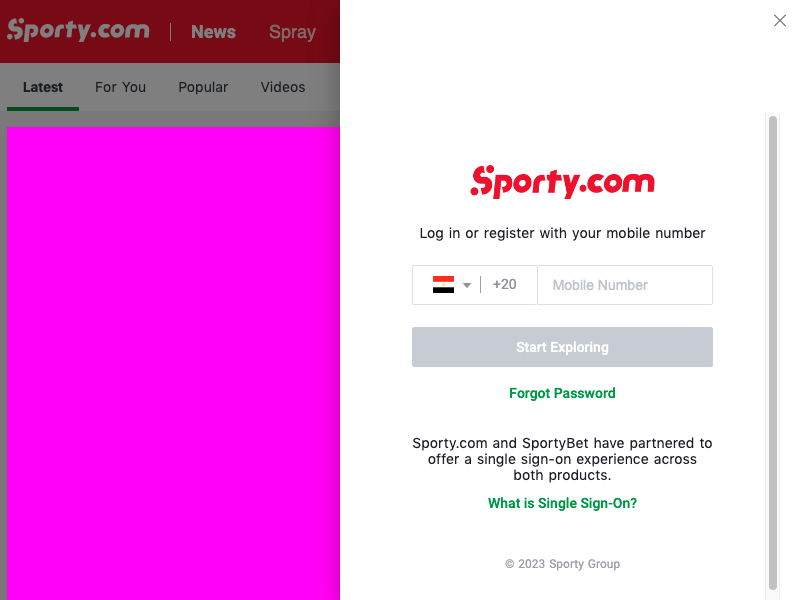 Sporty.com
News
Spray
Latest
For You
Popular
Videos
Sporty.com
Log in or register with your mobile number
+20
Mobile Number
Start Exploring
Forgot Password
Sporty.com and SportyBet have partnered to
offer a single sign-on experience across
both products.
What is Single Sign-On?
© 2023 Sporty Group